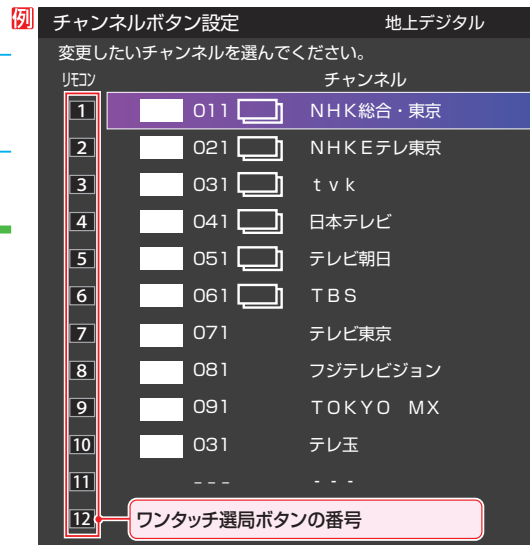 例
チャンネルボタン設定 地上デジタル
変更したいチャンネルを選んでください。
リモコン チャンネル
1 011 NHK総合・東京
2 021 NHKEテレ東京
3 031 tvk
4 041 日本テレビ
5 051 テレビ朝日
6 061 TBS
7 071 テレビ東京
8 081 フジテレビジョン
9 091 TOKYO MX
10 031 テレ玉
11 --- ---
12 ワンタッチ選局ボタンの番号